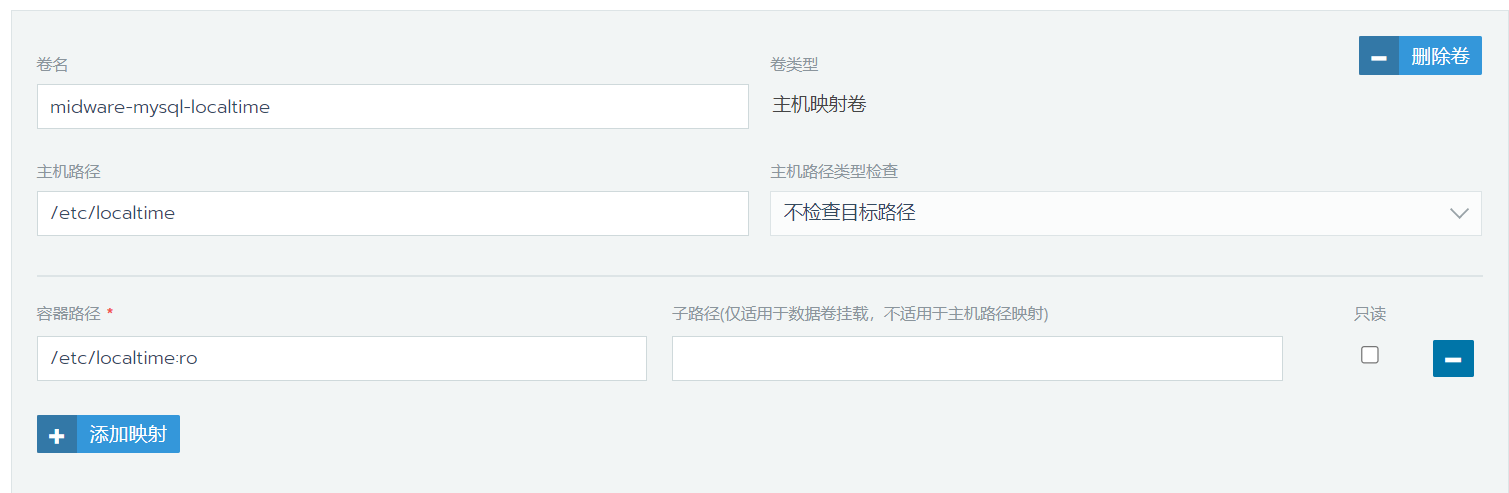 卷名
卷类型
删除卷
midware-mysql-localtime
主机映射卷
主机路径
主机路径类型检查
/etc/localtime
不检查目标路径
容器路径 *
子路径(仅适用于数据卷挂载，不适用于主机路径映射)
只读
/etc/localtime:ro
添加映射